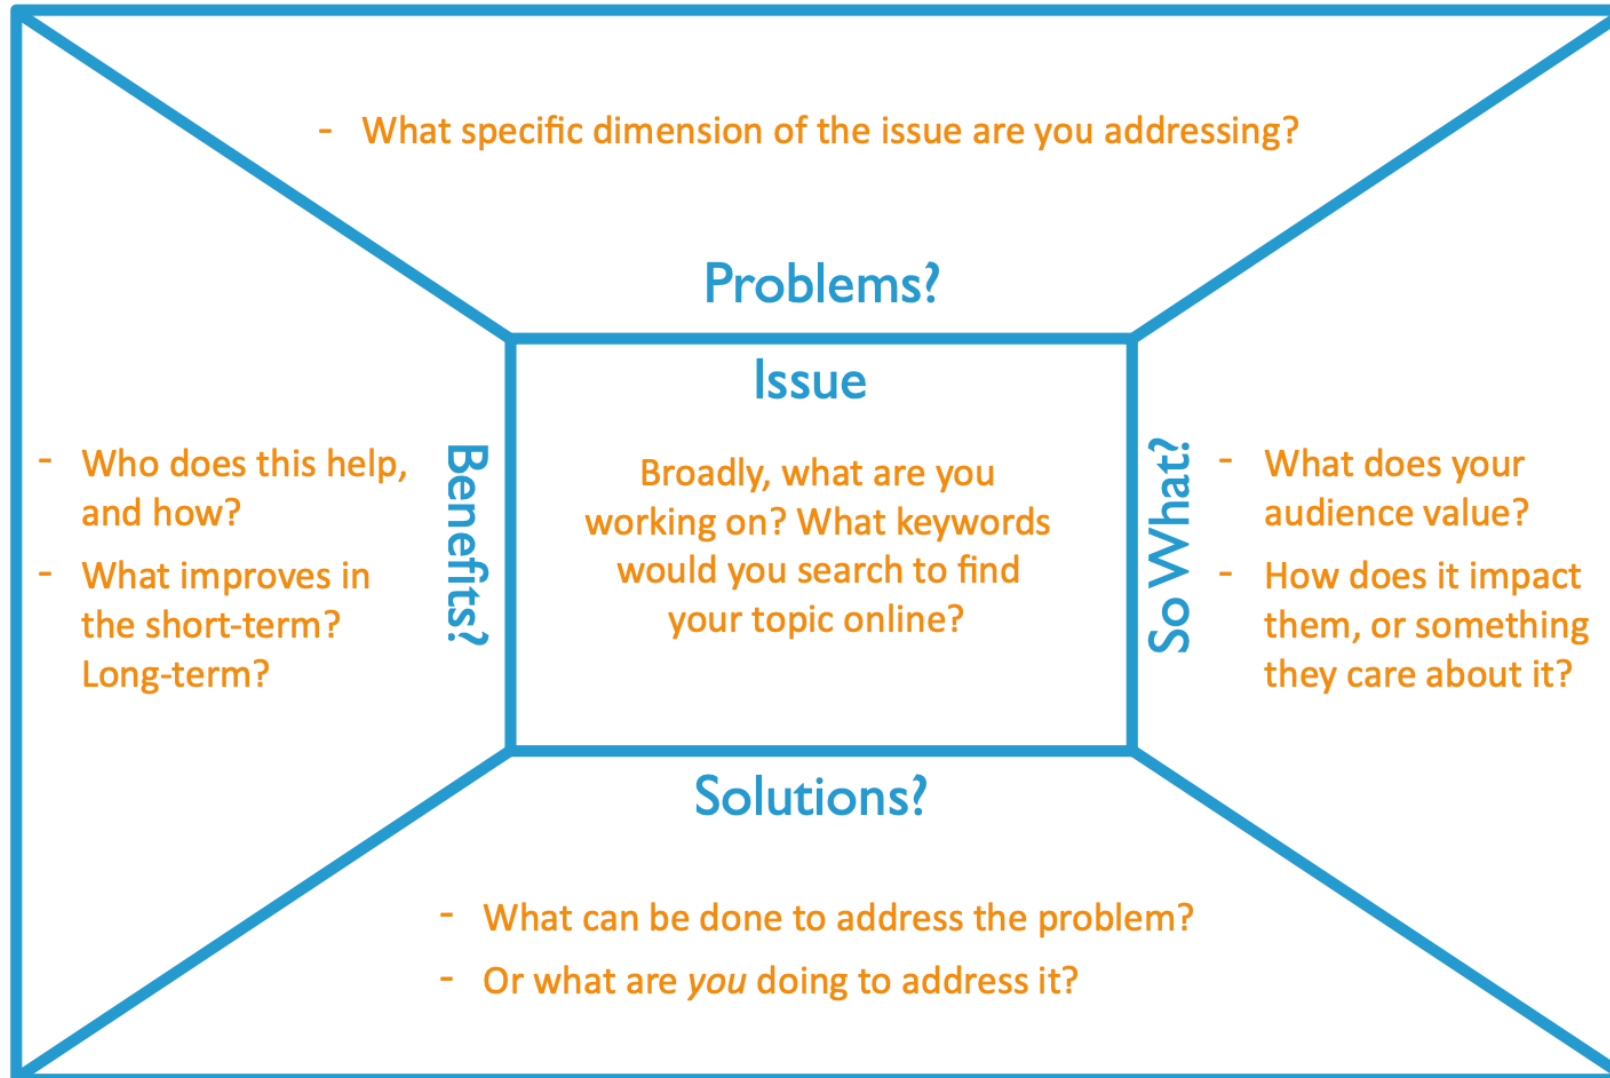 - What specific dimension of the issue are you addressing?
Problems?
Issue
Broadly, what are you
working on? What keywords
would you search to find
your topic online?
Benefits?
- Who does this help,
and how?
- What improves in
the short-term?
Long-term?
So What?
- What does your
audience value?
- How does it impact
them, or something
they care about it?
Solutions?
- What can be done to address the problem?
- Or what are you doing to address it?